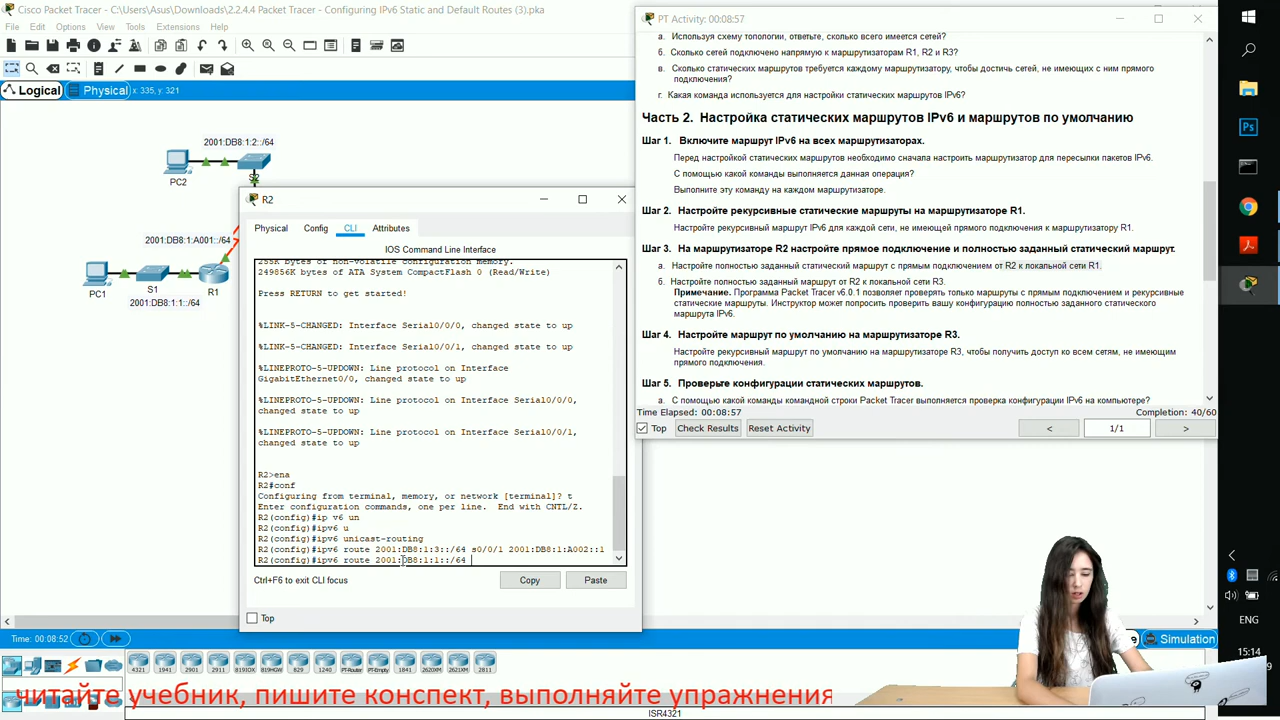 Cisco Packet Tracer - C:\Users\Asus\Downloads\2.2.4.4 Packet Tracer - Configuring IPv6 Static and Default Routes (3).pka
File Edit Options View Tools Extensions Help
Logical Physical x: 335, y: 321
2001:DB8:1:2::/64
PC2
2001:DB8:1:A001::/64
PC1
S1
R1
2001:DB8:1:1::/64
R2
Physical Config CLI Attributes
IOS Command Line Interface
249856K bytes of ATA System CompactFlash 0 (Read/Write)
Press RETURN to get started!
%LINK-5-CHANGED: Interface Serial0/0/0, changed state to up
%LINK-5-CHANGED: Interface Serial0/0/1, changed state to up
%LINEPROTO-5-UPDOWN: Line protocol on Interface
GigabitEthernet0/0, changed state to up
%LINEPROTO-5-UPDOWN: Line protocol on Interface Serial0/0/0,
changed state to up
%LINEPROTO-5-UPDOWN: Line protocol on Interface Serial0/0/1,
changed state to up
R2>ena
R2#conf
Configuring from terminal, memory, or network [terminal]? t
Enter configuration commands, one per line. End with CNTL/Z.
R2(config)#ip v6 un
R2(config)#ipv6 u
R2(config)#ipv6 unicast-routing
R2(config)#ipv6 route 2001:DB8:1:3::/64 s0/0/1 2001:DB8:1:A002::1
R2(config)#ipv6 route 2001:DB8:1:1::/64
Ctrl+F6 to exit CLI focus
Copy Paste
Top
PT Activity: 00:08:57
а. Используя схему топологии, ответьте, сколько всего имеется сетей?
б. Сколько сетей подключено напрямую к маршрутизаторам R1, R2 и R3?
в. Сколько статических маршрутов требуется каждому маршрутизатору, чтобы достичь сетей, не имеющих с ним прямого
подключения?
г. Какая команда используется для настройки статических маршрутов IPv6?
Часть 2. Настройка статических маршрутов IPv6 и маршрутов по умолчанию
Шаг 1. Включите маршрут IPv6 на всех маршрутизаторах.
Перед настройкой статических маршрутов необходимо сначала настроить маршрутизатор для пересылки пакетов IPv6.
С помощью какой команды выполняется данная операция?
Выполните эту команду на каждом маршрутизаторе.
Шаг 2. Настройте рекурсивные статические маршруты на маршрутизаторе R1.
Настройте рекурсивный маршрут IPv6 для каждой сети, не имеющей прямого подключения к маршрутизатору R1.
Шаг 3. На маршрутизаторе R2 настройте прямое подключение и полностью заданный статический маршрут.
а. Настройте полностью заданный статический маршрут с прямым подключением от R2 к локальной сети R1.
б. Настройте полностью заданный маршрут от R2 к локальной сети R3.
Примечание. Программа Packet Tracer v6.0.1 позволяет проверять только маршруты с прямым подключением и рекурсивные
статические маршруты. Инструктор может попросить проверить вашу конфигурацию полностью заданного статического
маршрута IPv6.
Шаг 4. Настройте маршрут по умолчанию на маршрутизаторе R3.
Настройте рекурсивный маршрут по умолчанию на маршрутизаторе R3, чтобы получить доступ ко всем сетям, не имеющим
прямого подключения.
Шаг 5. Проверьте конфигурации статических маршрутов.
а. С помощью какой команды командной строки Packet Tracer выполняется проверка конфигурации IPv6 на компьютере?
Time Elapsed: 00:08:57 Completion: 40/60
Top Check Results Reset Activity < 1/1 >
Time: 00:08:52
Simulation
4321 1941 2901 2911 819IOX 819HGW 829 1240 PT-Router PT-Empty 1841 2620XM 2621XM 2811
читайте учебник, пишите конспект, выполняйте упражнения
ISR4321
ENG
15:14